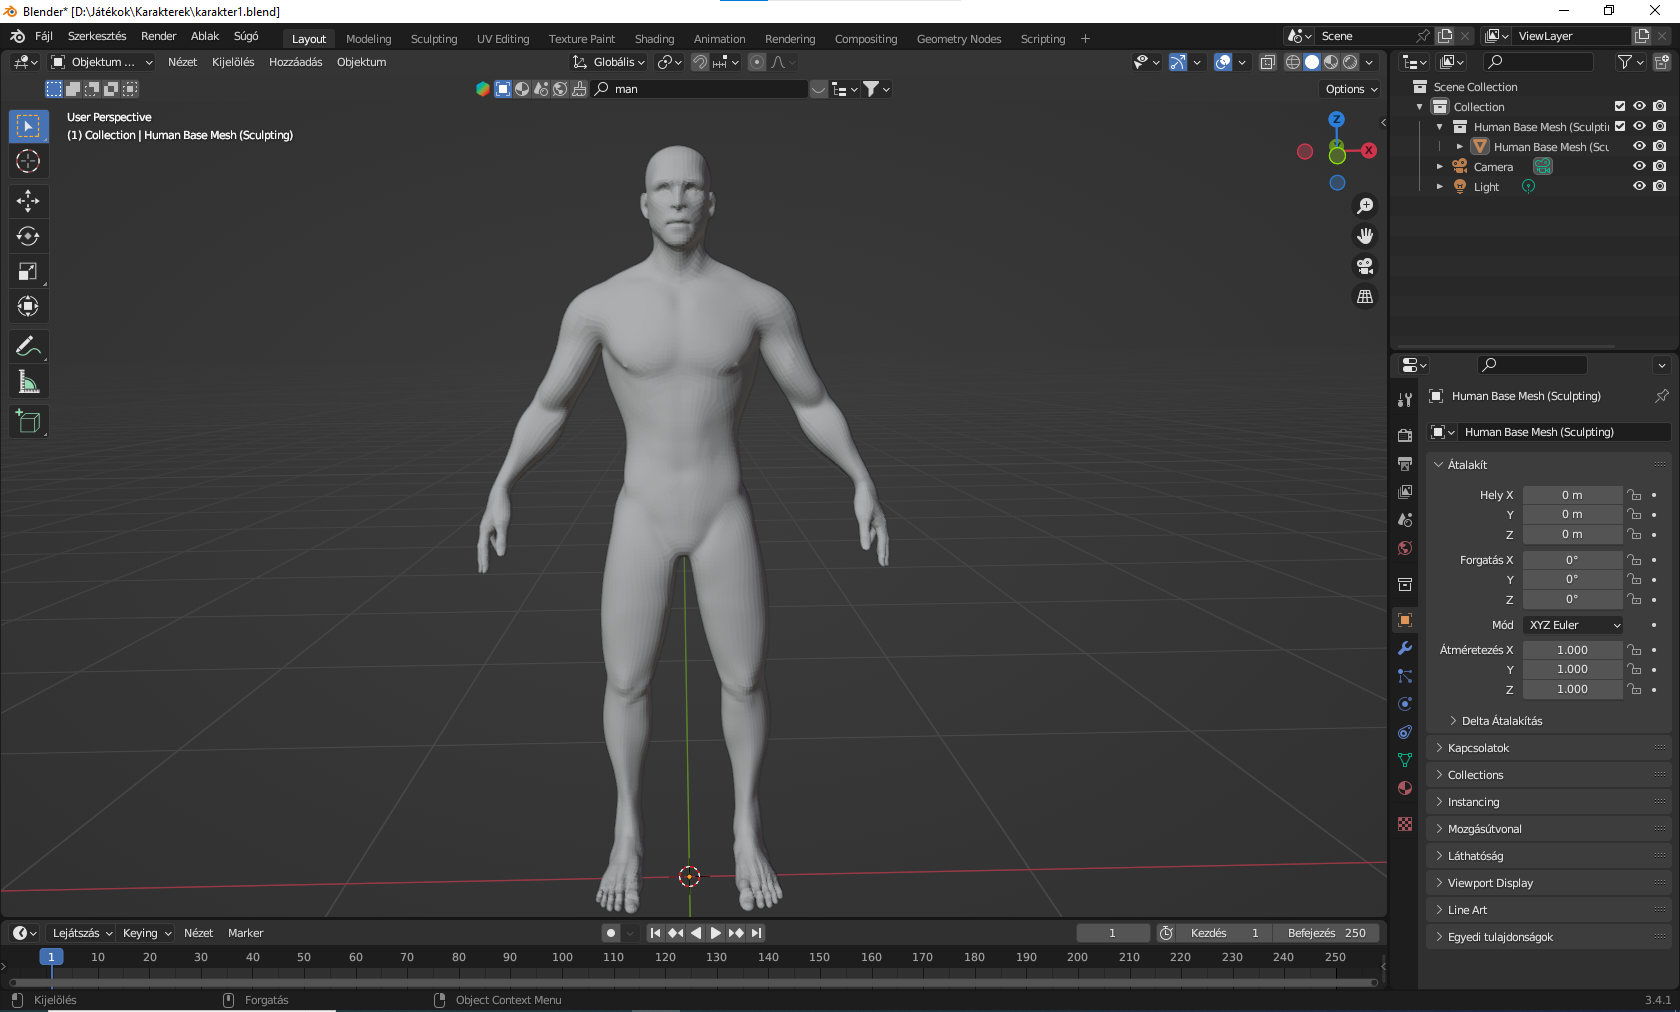 Blender* [D:\Játékok\Karakterek\karakter1.blend]
Fájl Szerkesztés Render Ablak Súgó Layout Modeling Sculpting UV Editing Texture Paint Shading Animation Rendering Compositing Geometry Nodes Scripting + Scene ViewLayer
Objektum ... Nézet Kijelölés Hozzáadás Objektum Globális
man Options
User Perspective
(1) Collection | Human Base Mesh (Sculpting)
Z
X
Scene Collection
Collection
Human Base Mesh (Sculpti
Human Base Mesh (Scu
Camera
Light
Human Base Mesh (Sculpting)
Human Base Mesh (Sculpting)
Átalakít
Hely X 0 m
Y 0 m
Z 0 m
Forgatás X 0°
Y 0°
Z 0°
Mód XYZ Euler
Átméretezés X 1.000
Y 1.000
Z 1.000
Delta Átalakítás
Kapcsolatok
Collections
Instancing
Mozgásútvonal
Láthatóság
Viewport Display
Line Art
Egyedi tulajdonságok
Lejátszás Keying Nézet Marker 1 Kezdés 1 Befejezés 250
1 10 20 30 40 50 60 70 80 90 100 110 120 130 140 150 160 170 180 190 200 210 220 230 240 250
Kijelölés Forgatás Object Context Menu 3.4.1